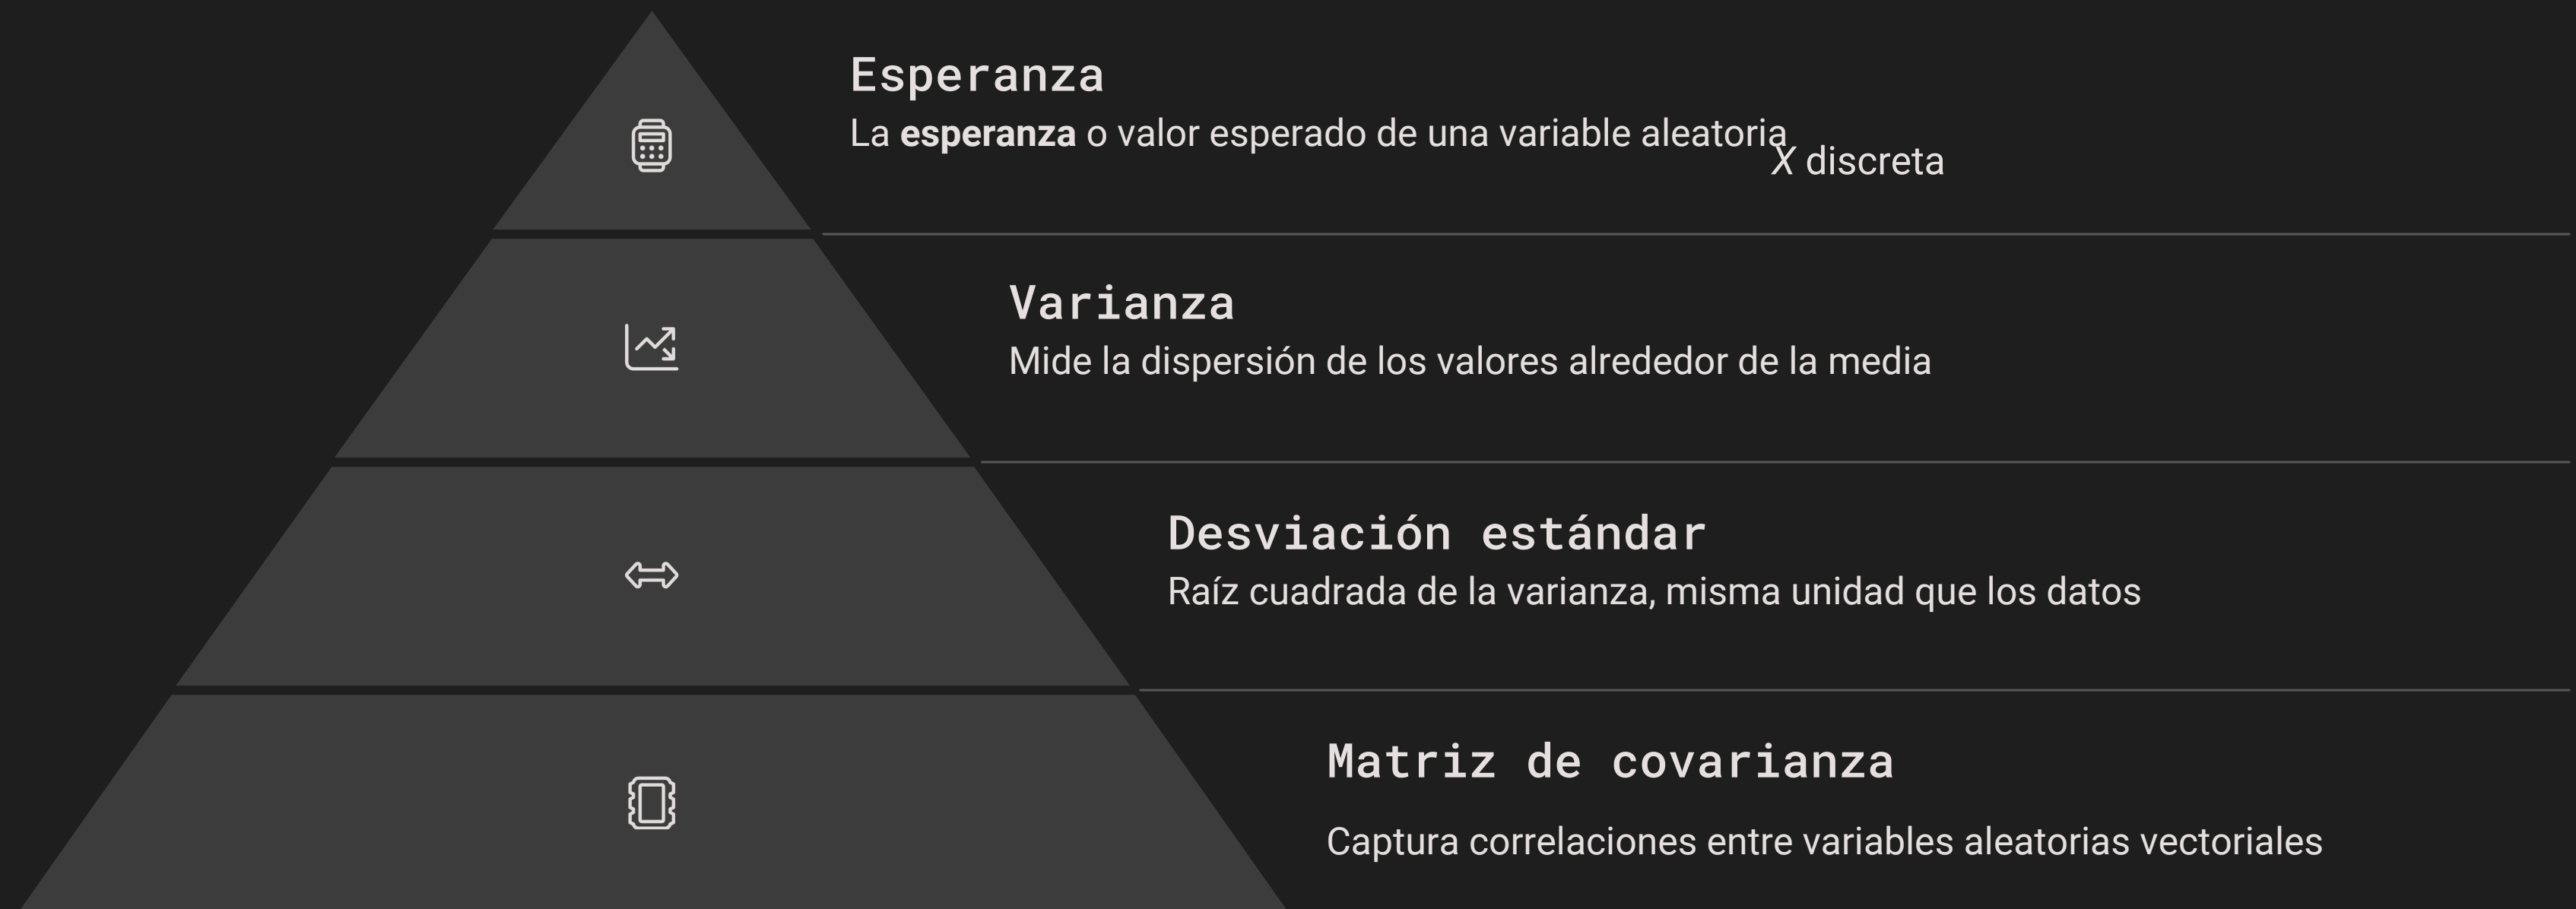 Esperanza
La esperanza o valor esperado de una variable aleatoria
X discreta
Varianza
Mide la dispersión de los valores alrededor de la media
Desviación estándar
Raíz cuadrada de la varianza, misma unidad que los datos
Matriz de covarianza
Captura correlaciones entre variables aleatorias vectoriales